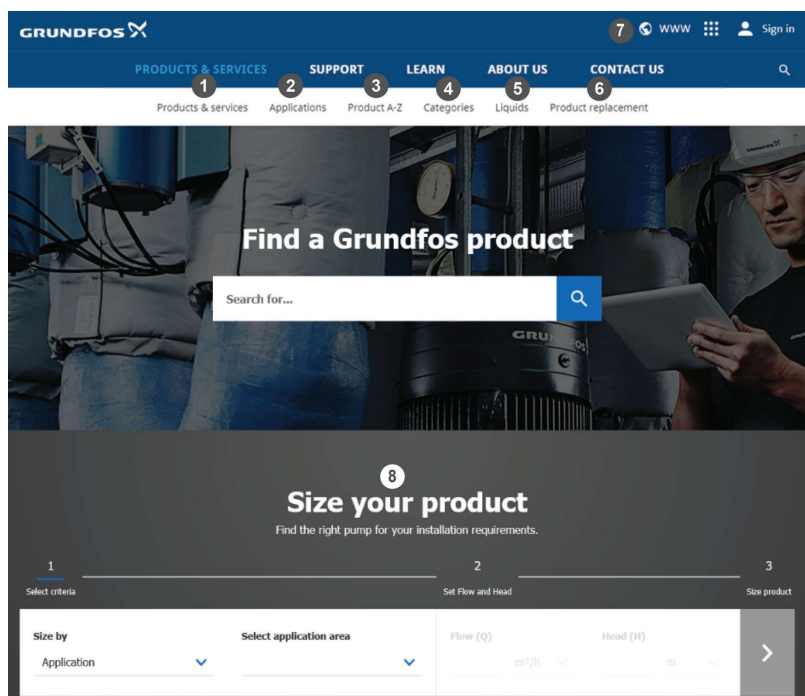 GRUNDFOS
7 WWW Sign in
PRODUCTS & SERVICES SUPPORT LEARN ABOUT US CONTACT US
1 2 3 4 5 6
Products & services Applications Product A-Z Categories Liquids Product replacement
GRUNDFOS
Find a Grundfos product
Search for...
GRUNDFOS
8
Size your product
Find the right pump for your installation requirements.
1 2 3
Select criteria Set Flow and Head Size product
Size by Select application area Flow (Q) Head (H)
Application m³/h m